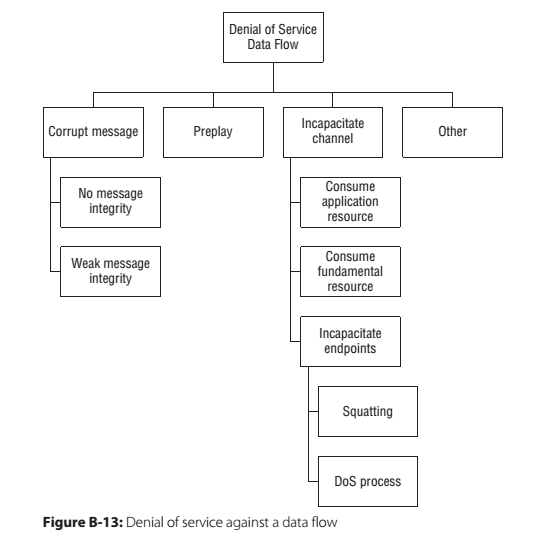 Denial of Service
Data Flow
Corrupt message
Preplay
Incapacitate
channel
Other
No message
integrity
Weak message
integrity
Consume
application
resource
Consume
fundamental
resource
Incapacitate
endpoints
Squatting
DoS process
Figure B-13: Denial of service against a data flow